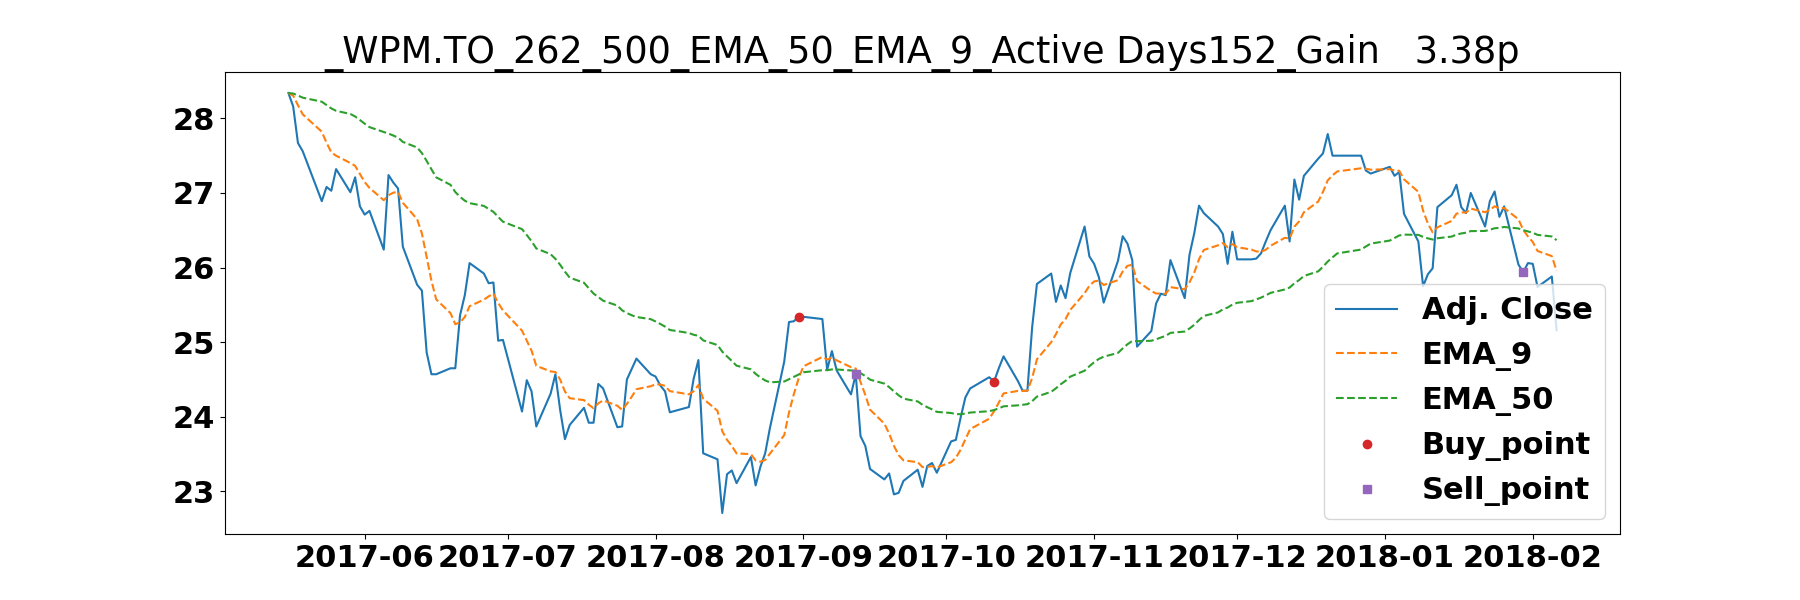 _WPM.TO_262_500_EMA_50_EMA_9_Active Days152_Gain   3.38p
28
27
26
25
24
23
Adj. Close
EMA_9
EMA_50
Buy_point
Sell_point
2017-06 2017-07 2017-08 2017-09 2017-10 2017-11 2017-12 2018-01 2018-02